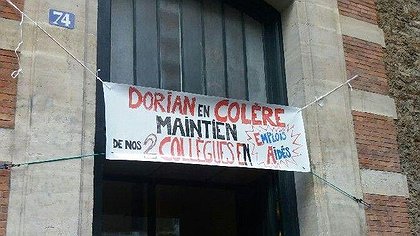 74
DORIAN EN COLÈRE
MAINTIEN
DE NOS 2 COLLEGUES EN
EMPLOIS
AIDÉS